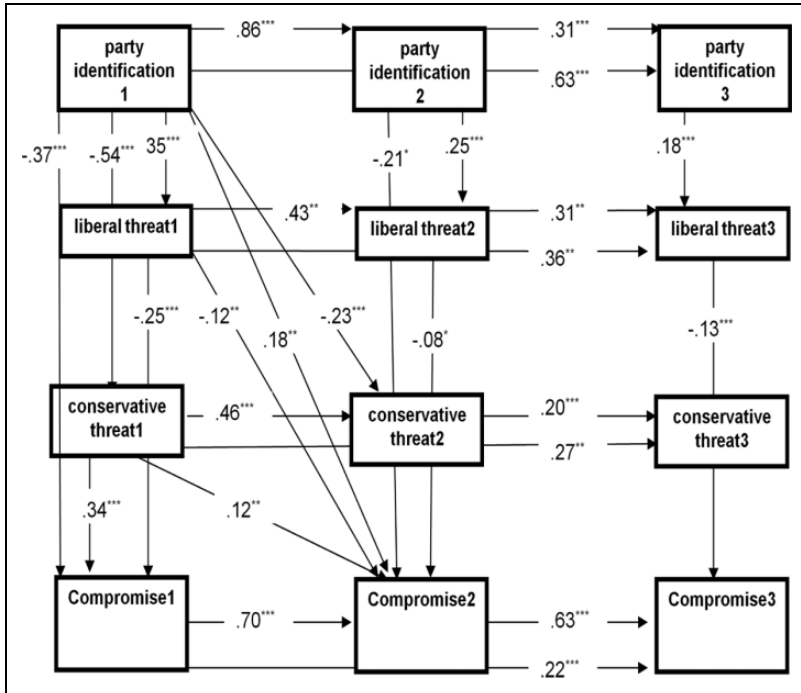 .86***
.31***
party
identification
1
party
identification
2
party
identification
3
.63***
-.37***
-.54***
35***
-.21*
.25***
.18***
liberal threat1
.43**
liberal threat2
.31**
liberal threat3
.36**
-.25***
-.12**
.18**
-.23***
-.08*
-.13***
conservative
threat1
.46***
conservative
threat2
.20***
conservative
threat3
.27**
.34***
.12**
Compromise1
Compromise2
Compromise3
.70***
.63***
.22***